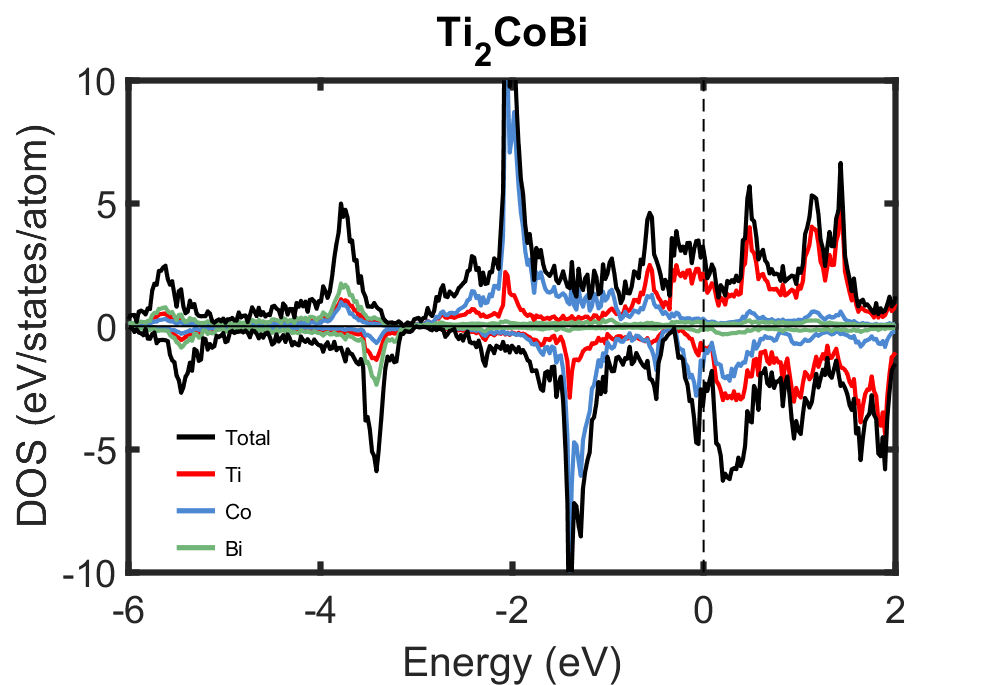 Ti₂CoBi
10
5
0
-5
-10
DOS (eV/states/atom)
Total
Ti
Co
Bi
-6 -4 -2 0 2
Energy (eV)